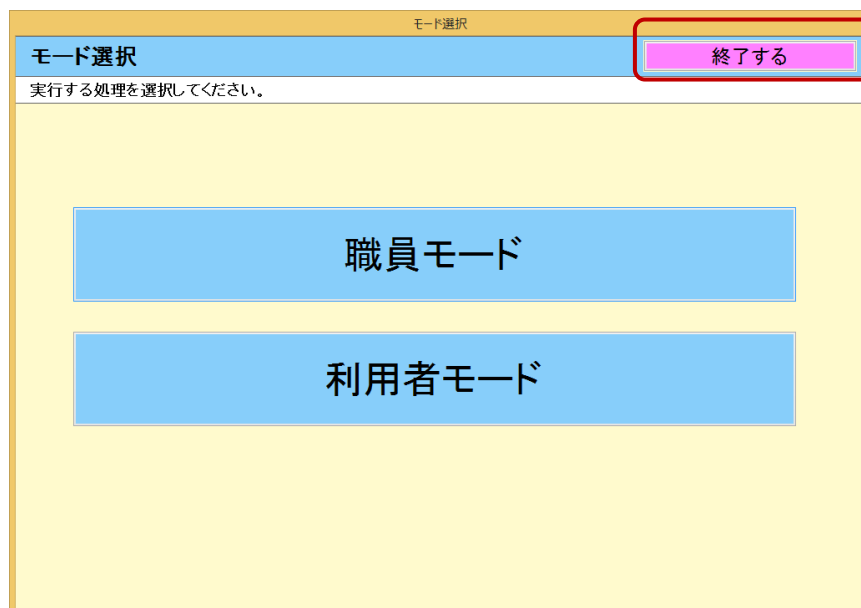 モード選択
モード選択
終了する
実行する処理を選択してください。
職員モード
利用者モード